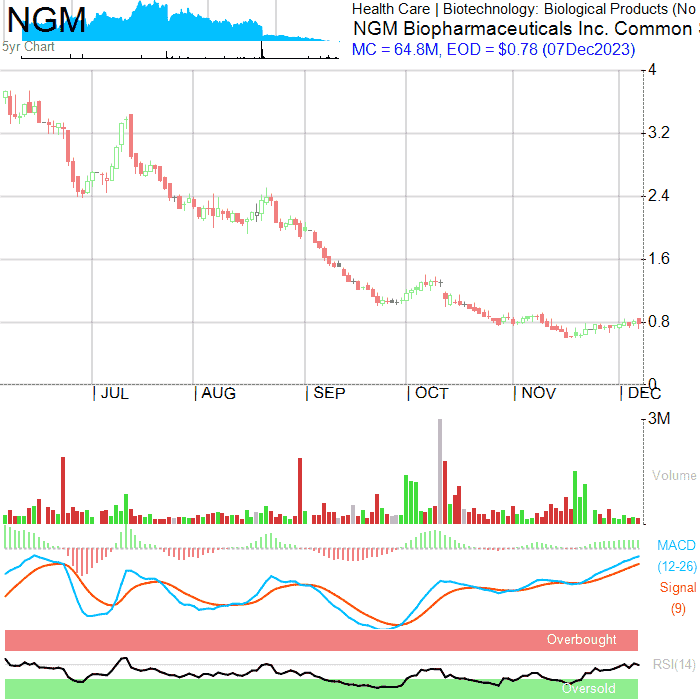 NGM
5yr Chart
Health Care | Biotechnology: Biological Products (No
NGM Biopharmaceuticals Inc. Common
MC = 64.8M, EOD = $0.78 (07Dec2023)
4
3.2
2.4
1.6
0.8
0
| JUL | AUG | SEP | OCT | NOV | DEC
3M
Volume
MACD
(12-26)
Signal
(9)
Overbought
RSI(14)
Oversold